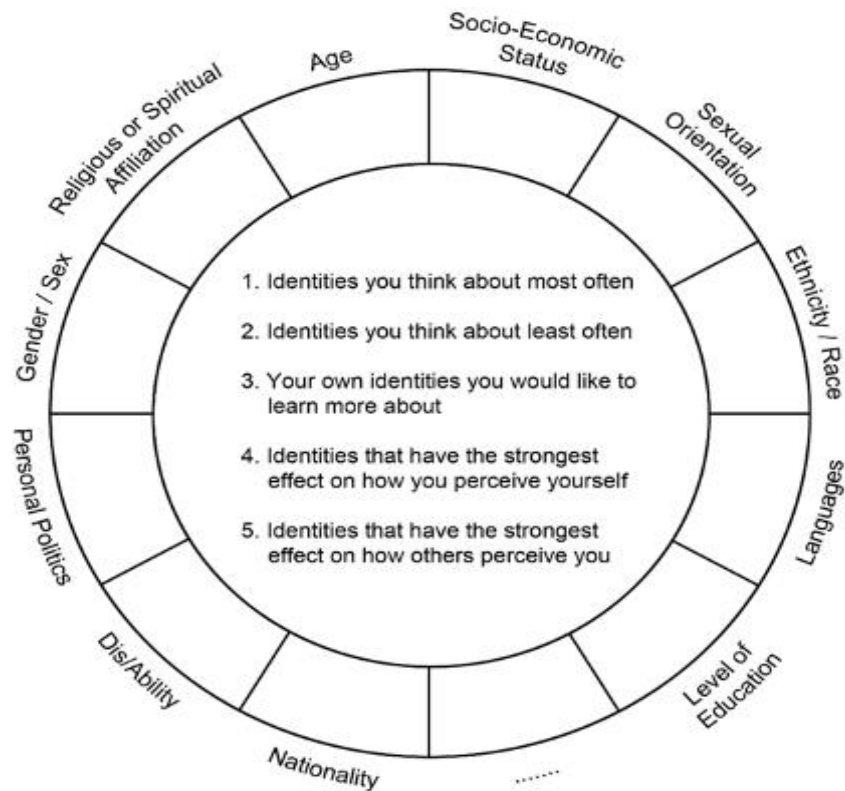 Socio-Economic
Status
Sexual
Orientation
Ethnicity / Race
Languages
Level of
Education
.......
Nationality
Dis/Ability
Personal Politics
Gender / Sex
Religious or Spiritual
Affiliation
Age
1. Identities you think about most often
2. Identities you think about least often
3. Your own identities you would like to
learn more about
4. Identities that have the strongest
effect on how you perceive yourself
5. Identities that have the strongest
effect on how others perceive you